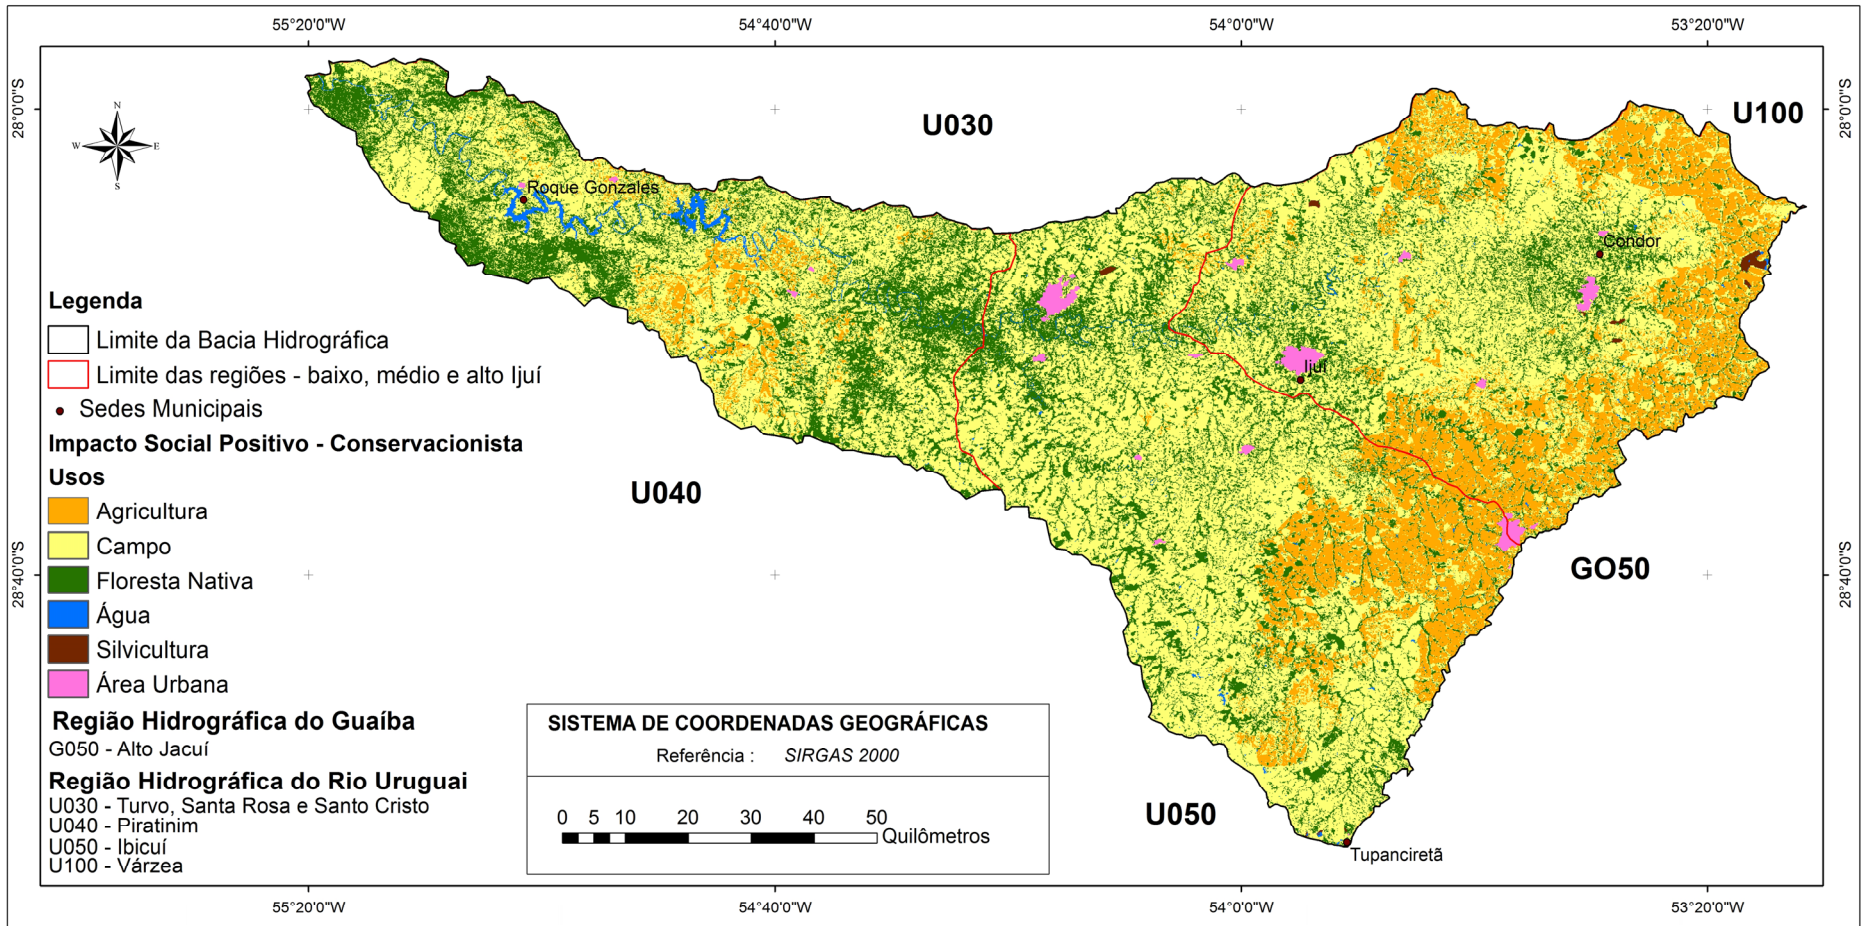 55°20'0"W
54°40'0"W
54°0'0"W
53°20'0"W
28°0'0"S
28°0'0"S
N
W
E
S
U030
U100
Roque Gonzales
Condor
Ijuí
Legenda
Limite da Bacia Hidrográfica
Limite das regiões - baixo, médio e alto Ijuí
Sedes Municipais
Impacto Social Positivo - Conservacionista
Usos
Agricultura
Campo
Floresta Nativa
Água
Silvicultura
Área Urbana
U040
GO50
28°40'0"S
28°40'0"S
Região Hidrográfica do Guaíba
G050 - Alto Jacuí
Região Hidrográfica do Rio Uruguai
U030 - Turvo, Santa Rosa e Santo Cristo
U040 - Piratinim
U050 - Ibicuí
U100 - Várzea
SISTEMA DE COORDENADAS GEOGRÁFICAS
Referência : SIRGAS 2000
0 5 10 20 30 40 50
Quilômetros
U050
Tupanciretã
55°20'0"W
54°40'0"W
54°0'0"W
53°20'0"W